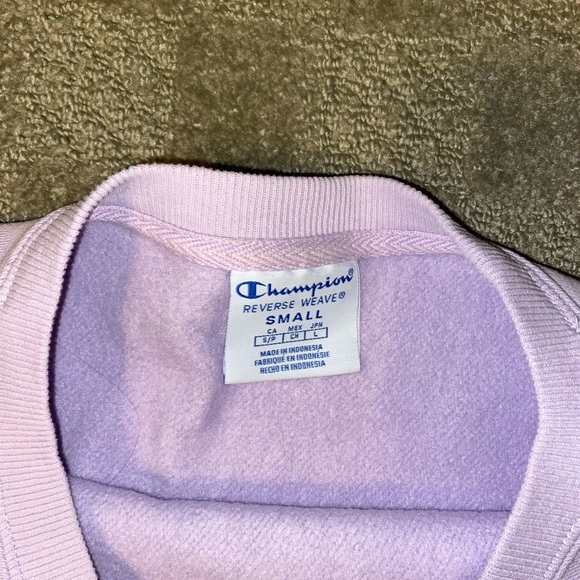 Champion®
REVERSE WEAVE®
SMALL
CA MEX JPN
S/P CH L
MADE IN INDONESIA
FABRIQUÉ EN INDONÉSIE
HECHO EN INDONESIA